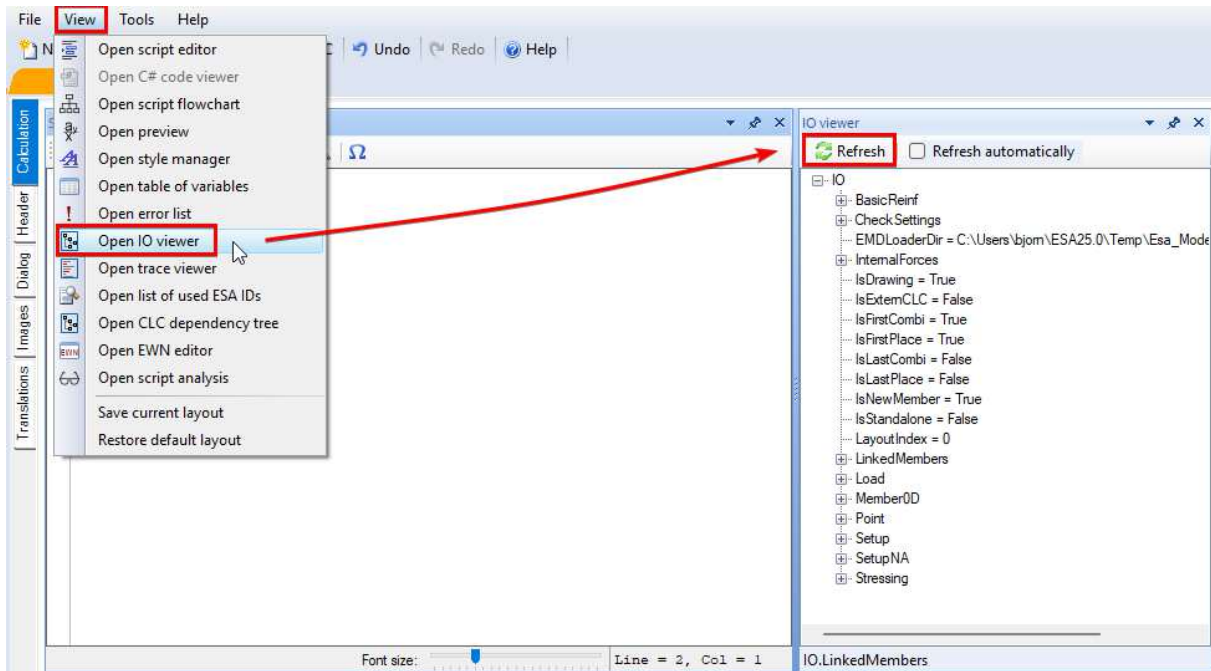 File View Tools Help
Undo Redo Help
Open script editor
Open C# code viewer
Open script flowchart
Open preview
Open style manager
Open table of variables
Open error list
Open IO viewer
Open trace viewer
Open list of used ESA IDs
Open CLC dependency tree
EWN Open EWN editor
Open script analysis
Save current layout
Restore default layout
Calculation
Header
Dialog
Images
Translations
Ω
IO viewer
Refresh Refresh automatically
IO
BasicReinf
CheckSettings
EMDLoaderDir = C:\Users\bjorn\ESA25.0\Temp\Esa_Mode
InternalForces
IsDrawing = True
IsExternCLC = False
IsFirstCombi = True
IsFirstPlace = True
IsLastCombi = False
IsLastPlace = False
IsNewMember = True
IsStandalone = False
LayoutIndex = 0
LinkedMembers
Load
Member0D
Point
Setup
SetupNA
Stressing
Font size: Line = 2, Col = 1 IO.LinkedMembers